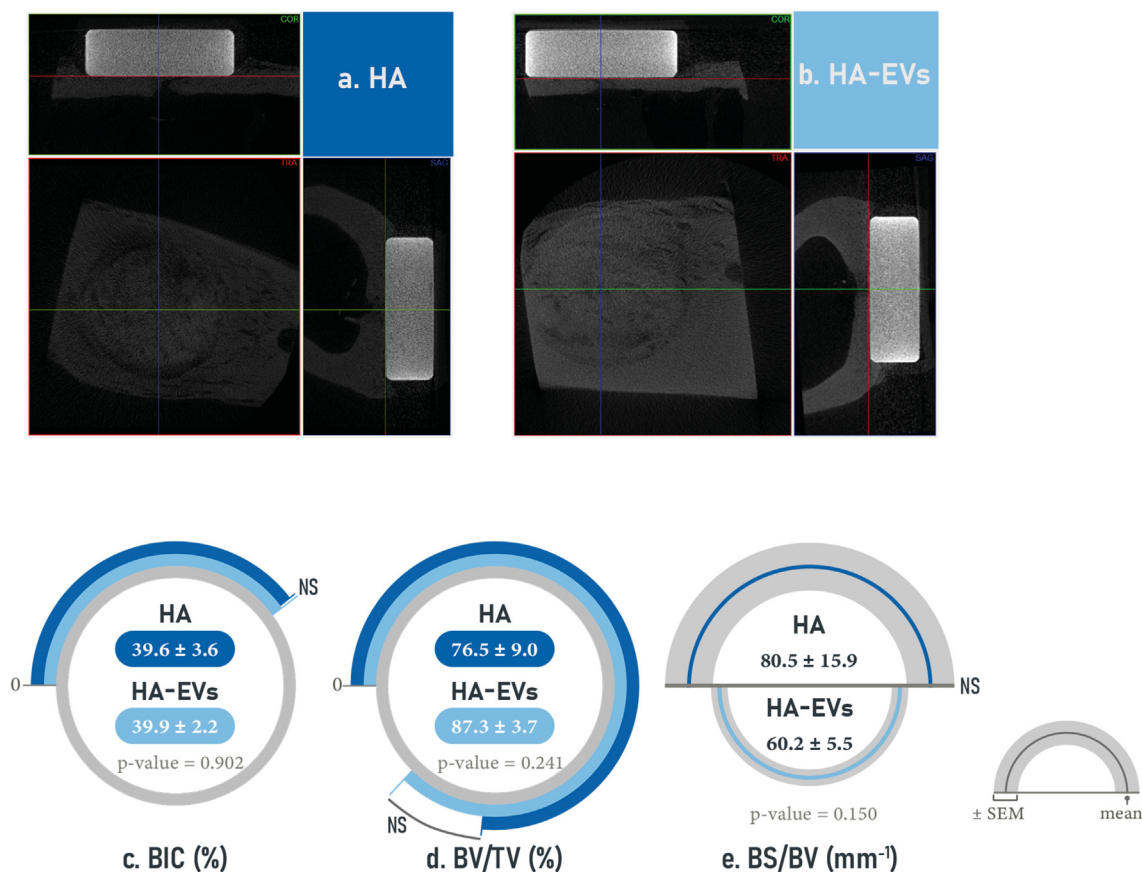 COR
a. HA
TRA
SAG
COR
b. HA-EVs
TRA
SAG
NS
HA
39.6 ± 3.6
0
HA-EVs
39.9 ± 2.2
p-value = 0.902
c. BIC (%)
HA
76.5 ± 9.0
0
HA-EVs
87.3 ± 3.7
p-value = 0.241
NS
d. BV/TV (%)
HA
80.5 ± 15.9
NS
HA-EVs
60.2 ± 5.5
p-value = 0.150
e. BS/BV (mm⁻¹)
± SEM
mean